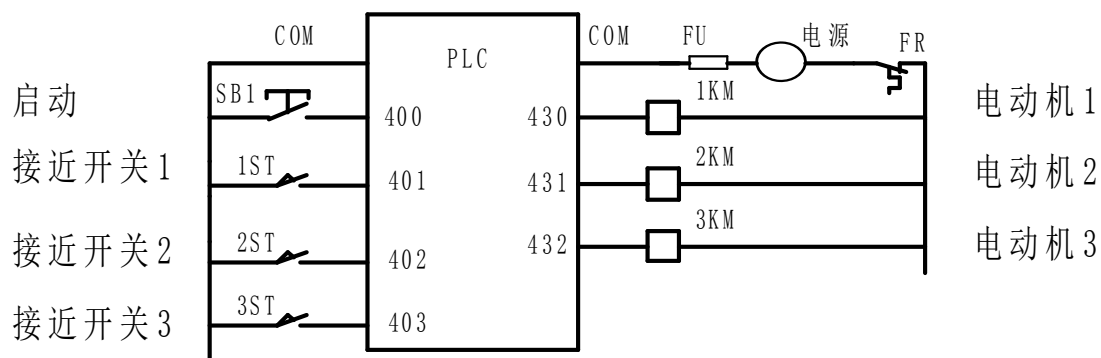 COM PLC COM FU 电源 FR
启动 SB1 400 430 1KM 电动机1
接近开关1 1ST 401 431 2KM 电动机2
接近开关2 2ST 402 432 3KM 电动机3
接近开关3 3ST 403